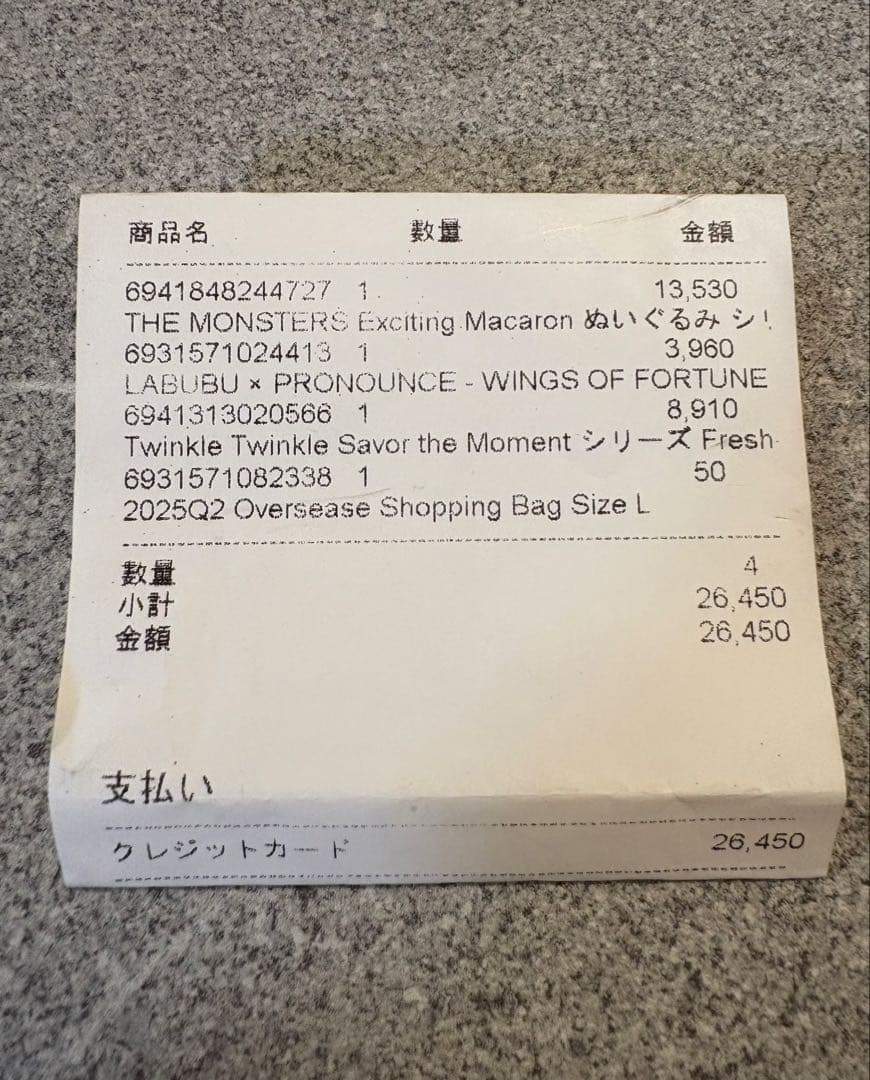 商品名 数量 金額
6941848244727 1 13,530
THE MONSTERS Exciting Macaron ぬいぐるみ シリ
6931571024413 1 3,960
LABUBU × PRONOUNCE - WINGS OF FORTUNE
6941313020566 1 8,910
Twinkle Twinkle Savor the Moment シリーズ Fresh
6931571082338 1 50
2025Q2 Oversease Shopping Bag Size L
数量 4
小計 26,450
金額 26,450
支払い
クレジットカード 26,450